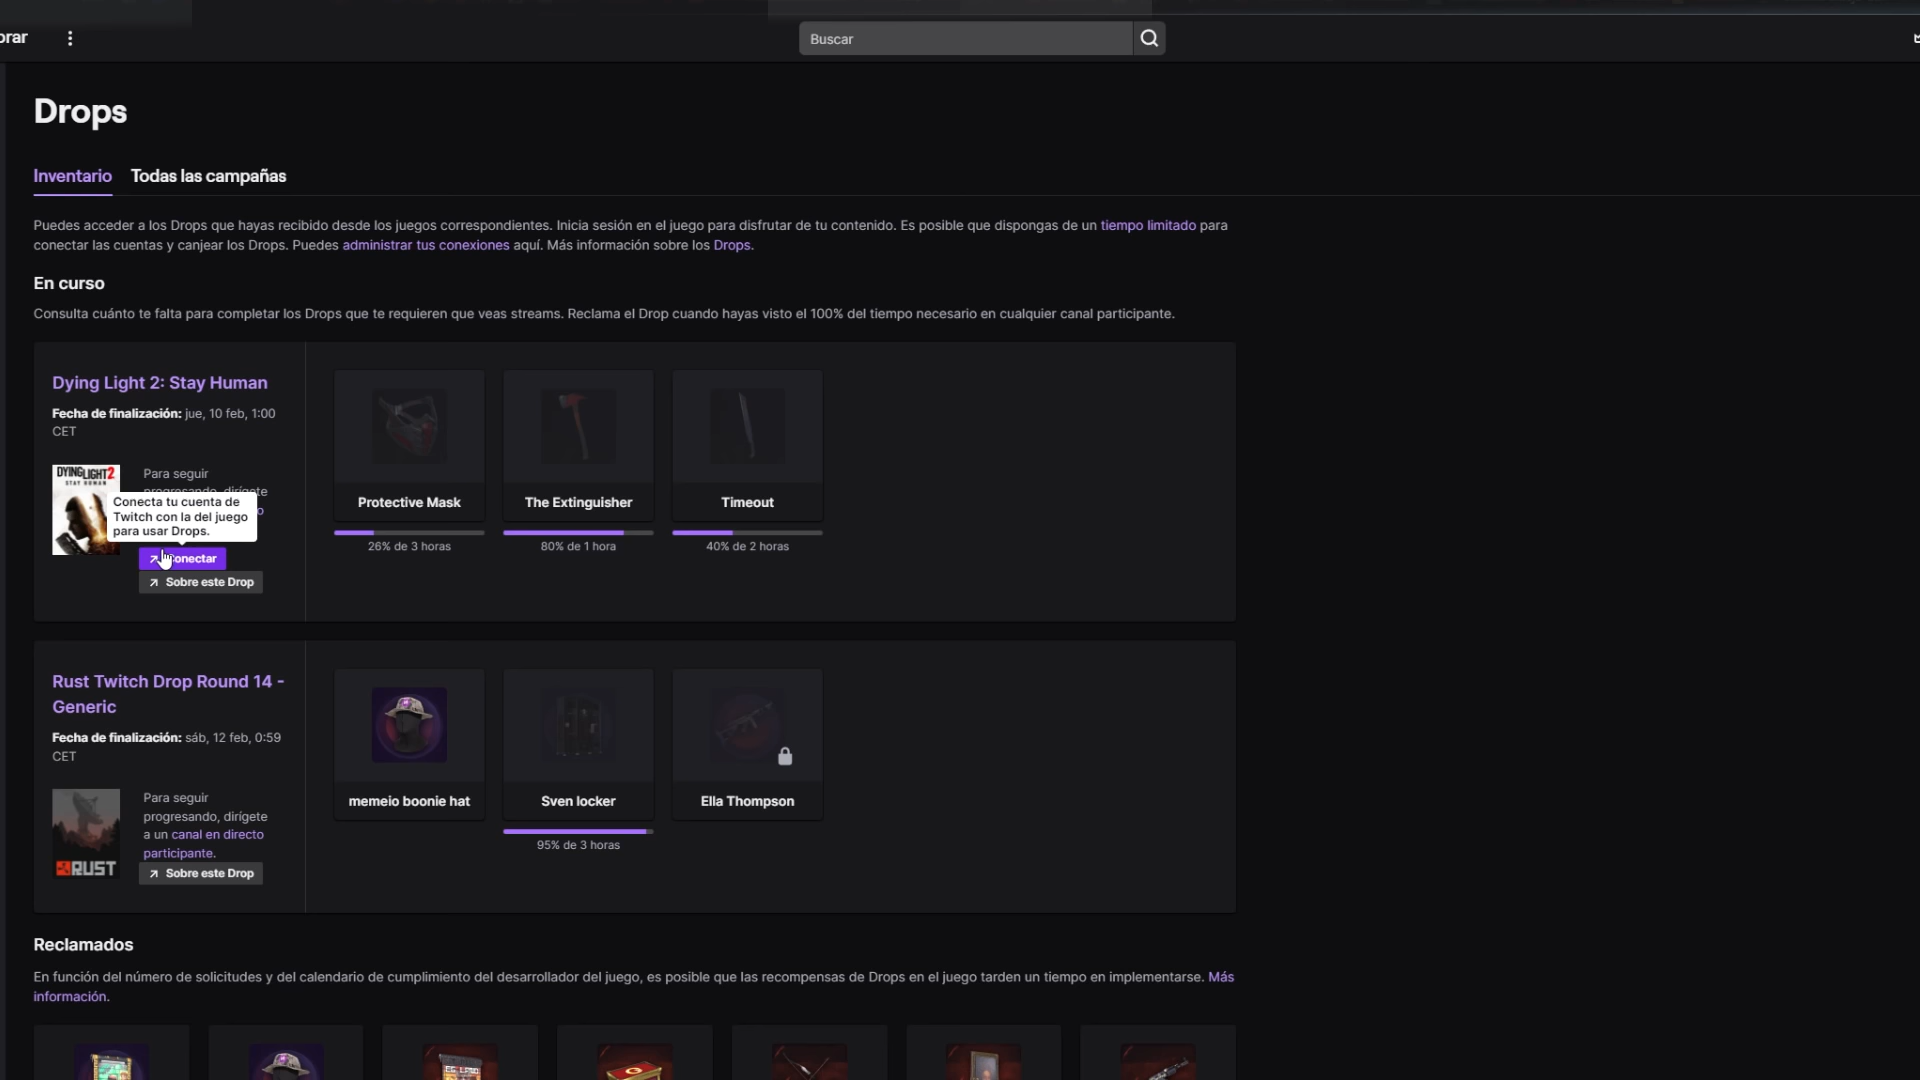 orar
Buscar
Drops
Inventario Todas las campañas
Puedes acceder a los Drops que hayas recibido desde los juegos correspondientes. Inicia sesión en el juego para disfrutar de tu contenido. Es posible que dispongas de un tiempo limitado para
conectar las cuentas y canjear los Drops. Puedes administrar tus conexiones aquí. Más información sobre los Drops.
En curso
Consulta cuánto te falta para completar los Drops que te requieren que veas streams. Reclama el Drop cuando hayas visto el 100% del tiempo necesario en cualquier canal participante.
Dying Light 2: Stay Human
Fecha de finalización: jue, 10 feb, 1:00
CET
DYING LIGHT 2
STAY HUMAN
Para seguir
progresando, dirígete
Conecta tu cuenta de
Twitch con la del juego
para usar Drops.
onectar
Sobre este Drop
Protective Mask
26% de 3 horas
The Extinguisher
80% de 1 hora
Timeout
40% de 2 horas
Rust Twitch Drop Round 14 -
Generic
Fecha de finalización: sáb, 12 feb, 0:59
CET
RUST
Para seguir
progresando, dirígete
a un canal en directo
participante.
Sobre este Drop
memeio boonie hat
Sven locker
95% de 3 horas
Ella Thompson
Reclamados
En función del número de solicitudes y del calendario de cumplimiento del desarrollador del juego, es posible que las recompensas de Drops en el juego tarden un tiempo en implementarse. Más
información.